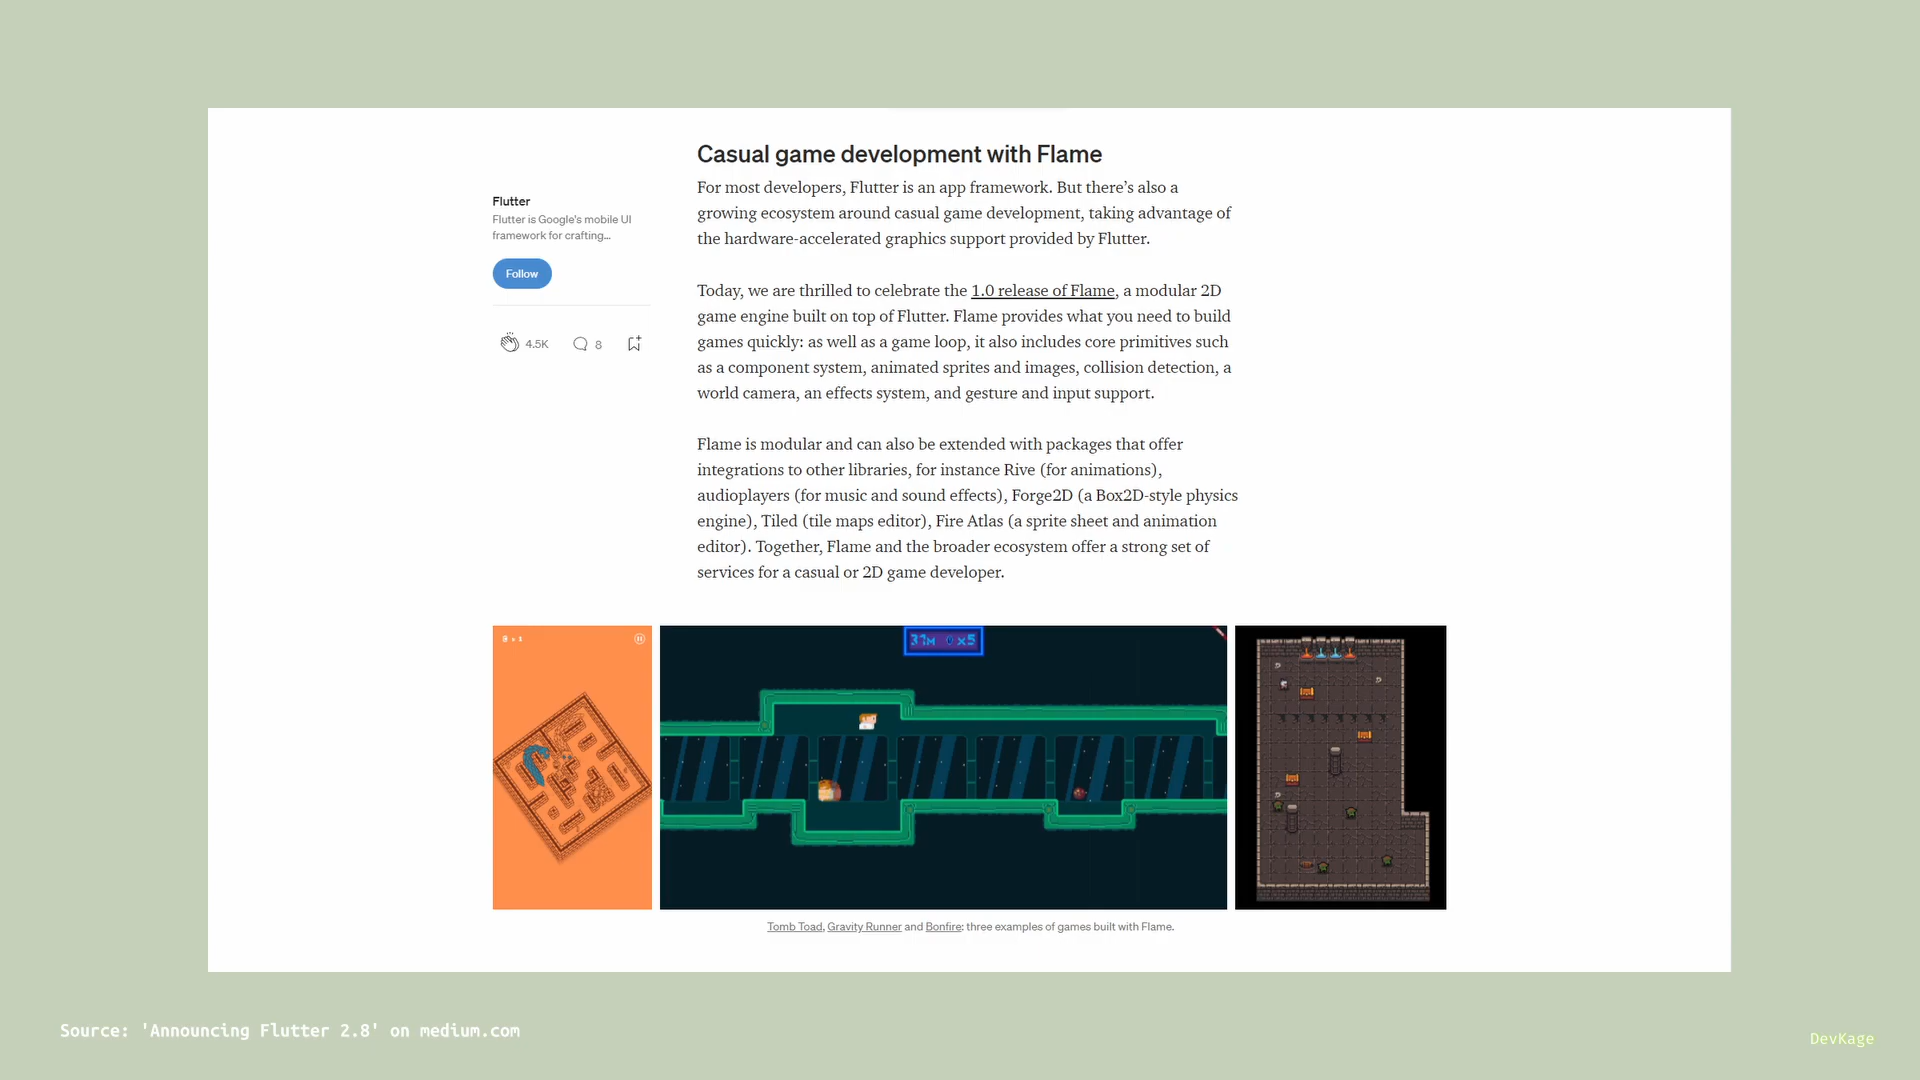 Casual game development with Flame
Flutter
Flutter is Google's mobile UI
framework for crafting...
Follow
4.5K
8
For most developers, Flutter is an app framework. But there’s also a
growing ecosystem around casual game development, taking advantage of
the hardware-accelerated graphics support provided by Flutter.
Today, we are thrilled to celebrate the 1.0 release of Flame, a modular 2D
game engine built on top of Flutter. Flame provides what you need to build
games quickly: as well as a game loop, it also includes core primitives such
as a component system, animated sprites and images, collision detection, a
world camera, an effects system, and gesture and input support.
Flame is modular and can also be extended with packages that offer
integrations to other libraries, for instance Rive (for animations),
audioplayers (for music and sound effects), Forge2D (a Box2D-style physics
engine), Tiled (tile maps editor), Fire Atlas (a sprite sheet and animation
editor). Together, Flame and the broader ecosystem offer a strong set of
services for a casual or 2D game developer.
x 1
37M x5
Tomb Toad, Gravity Runner and Bonfire: three examples of games built with Flame.
Source: 'Announcing Flutter 2.8' on medium.com
DevKage